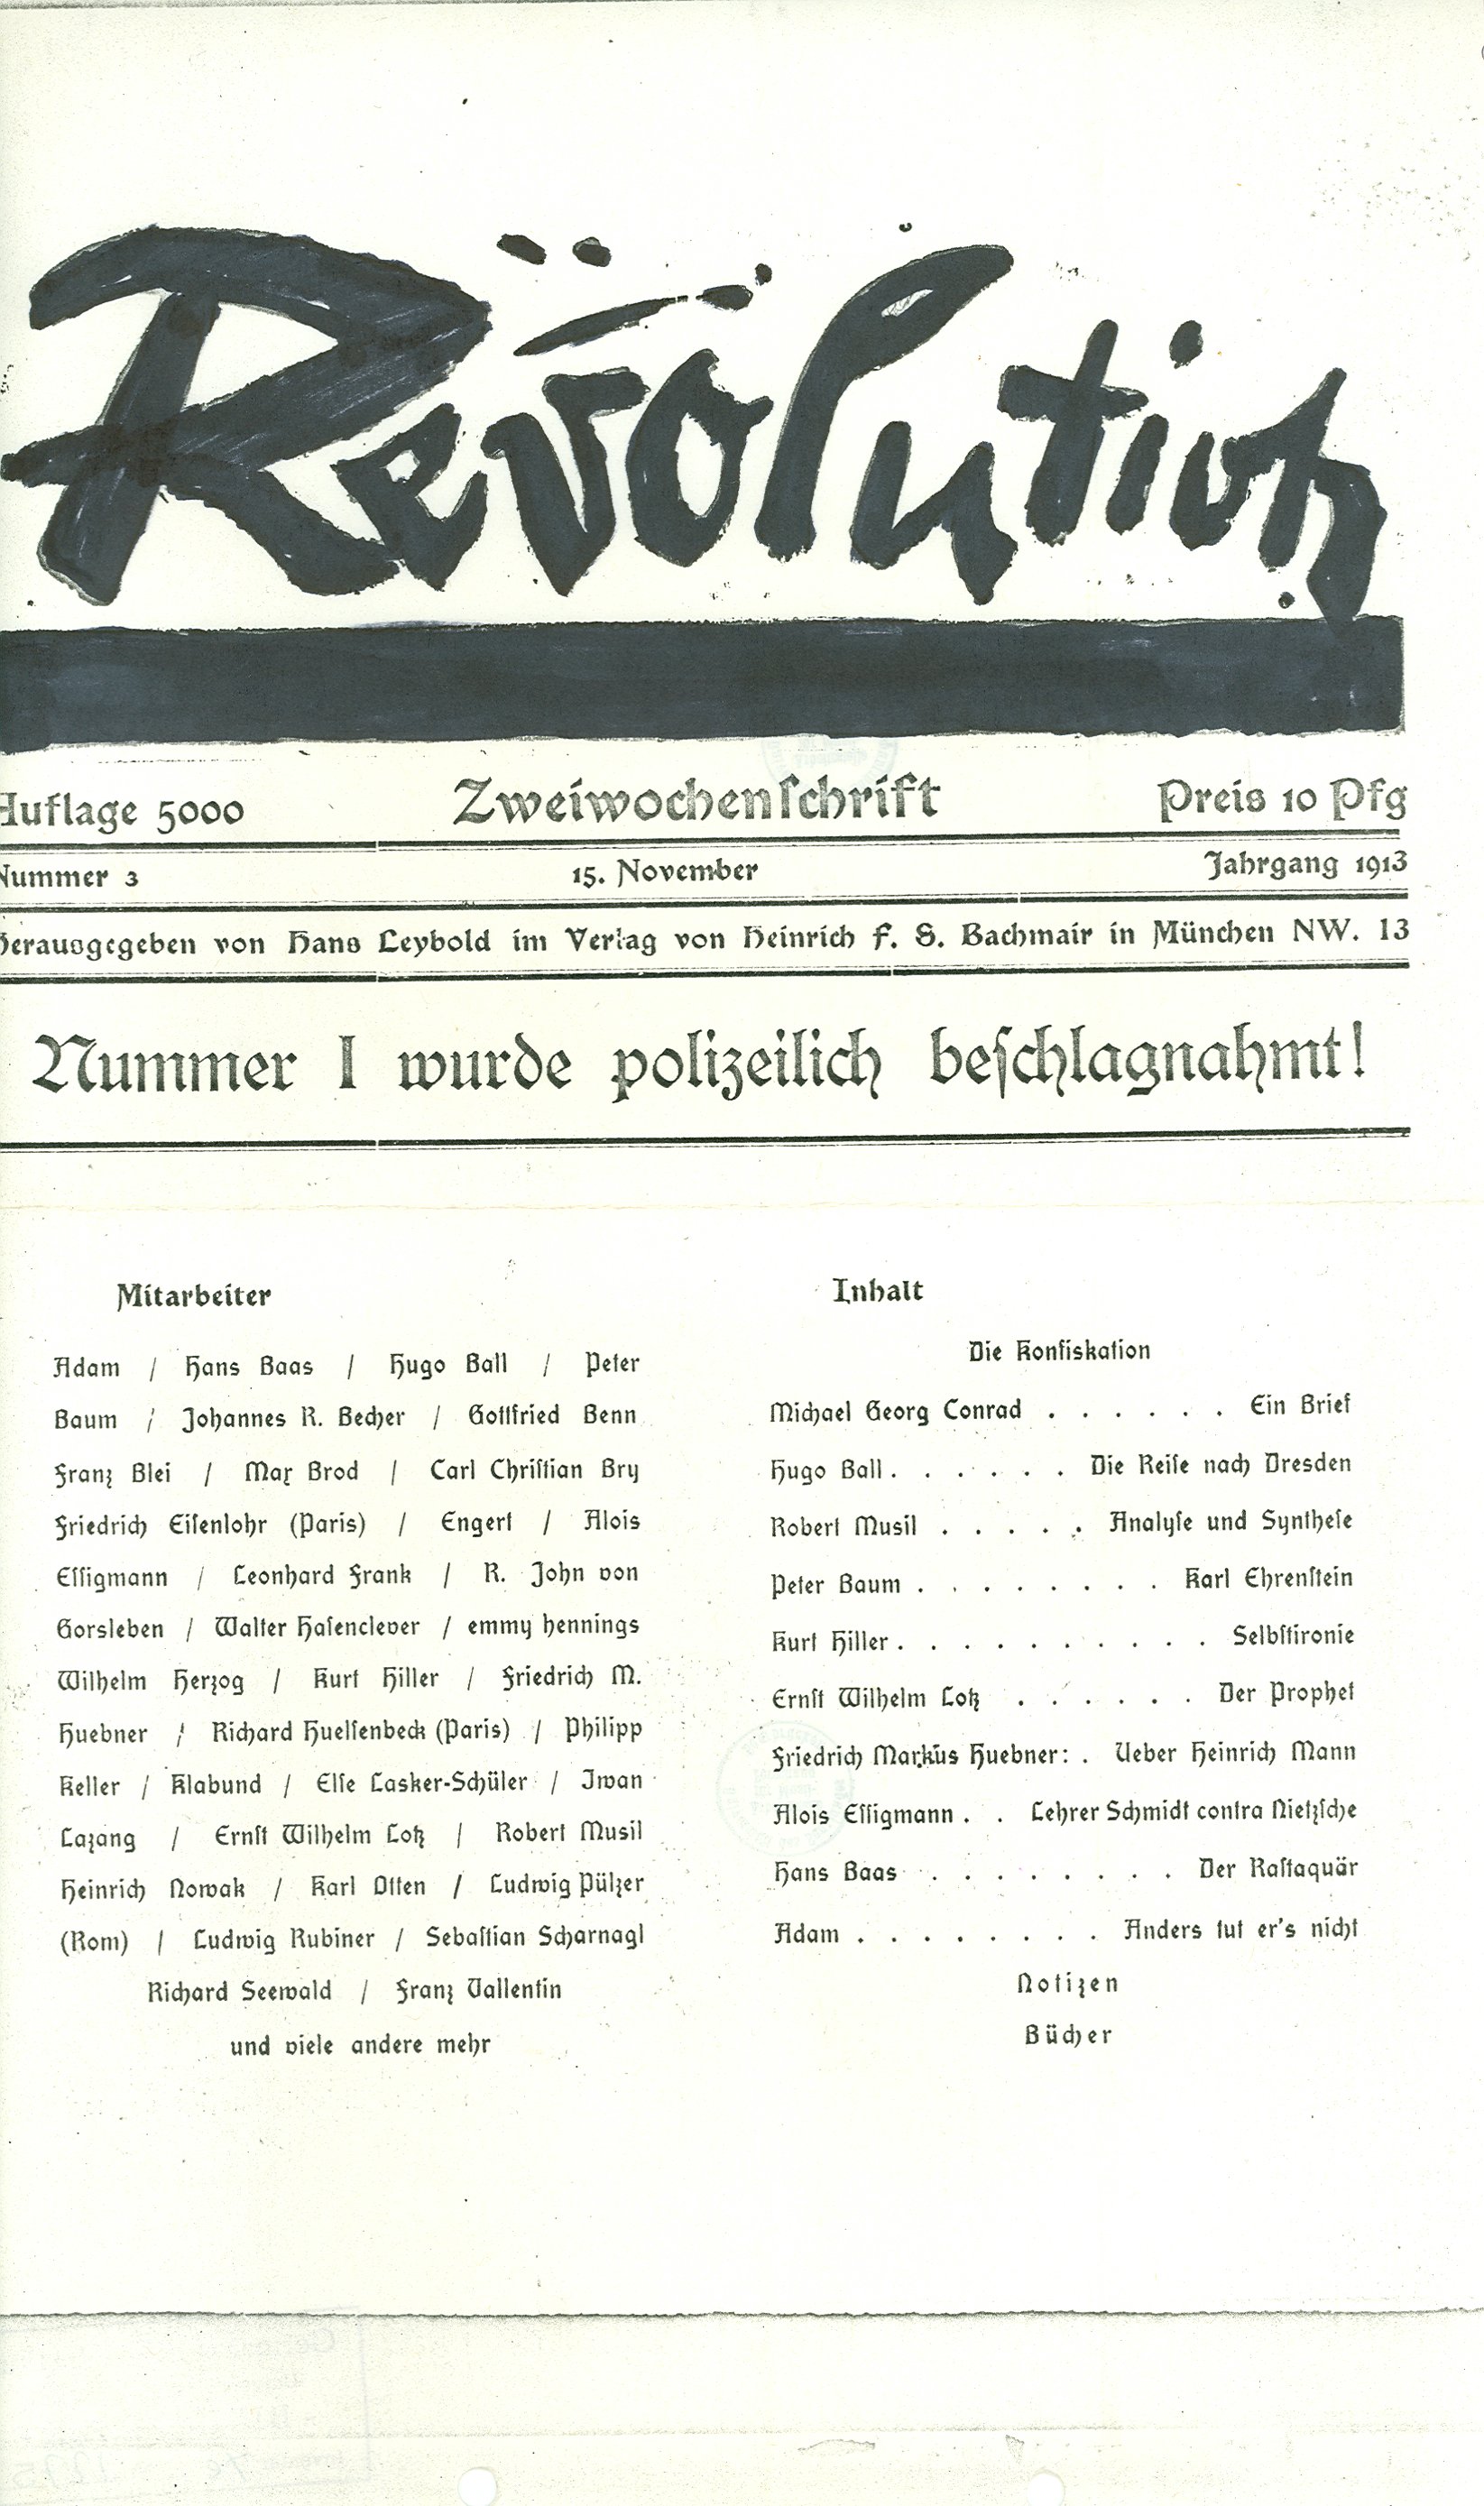 Revolution
Auflage 5000 Zweiwochenſchrift Preis 10 Pfg
Nummer 3 15. November Jahrgang 1913
Herausgegeben von Hans Leybold im Verlag von Heinrich F. S. Bachmair in München NW. 13
Nummer I wurde polizeilich beſchlagnahmt!
Mitarbeiter
Adam / Hans Baas / Hugo Ball / Peter
Baum / Johannes R. Becher / Gottfried Benn
Franz Blei / Max Brod / Carl Chriſtian Bry
Friedrich Eiſenlohr (Paris) / Engert / Alois
Eſſigmann / Leonhard Frank / R. John von
Gorsleben / Walter Haſenclever / emmy hennings
Wilhelm Herzog / Kurt Hiller / Friedrich M.
Huebner / Richard Huelſenbeck (Paris) / Philipp
Keller / Klabund / Elſe Lasker-Schüler / Iwan
Lazang / Ernſt Wilhelm Lotz / Robert Musil
Heinrich Nowak / Karl Otten / Ludwig Pülzer
(Rom) / Ludwig Rubiner / Sebaſtian Scharnagl
Richard Seewald / Franz Vallentin
und viele andere mehr
Inhalt
Die Konfiskation
Michael Georg Conrad . . . . . . Ein Brief
Hugo Ball . . . . . . Die Reiſe nach Dresden
Robert Musil . . . . . Analyſe und Syntheſe
Peter Baum . . . . . . . . Karl Ehrenſtein
Kurt Hiller . . . . . . . . . . Selbſtironie
Ernſt Wilhelm Lotz . . . . . . Der Prophet
Friedrich Markus Huebner: . Ueber Heinrich Mann
Alois Eſſigmann . . Lehrer Schmidt contra Nietzſche
Hans Baas . . . . . . . . Der Raſtaquär
Adam . . . . . . . . Anders tut er's nicht
Notizen
Bücher